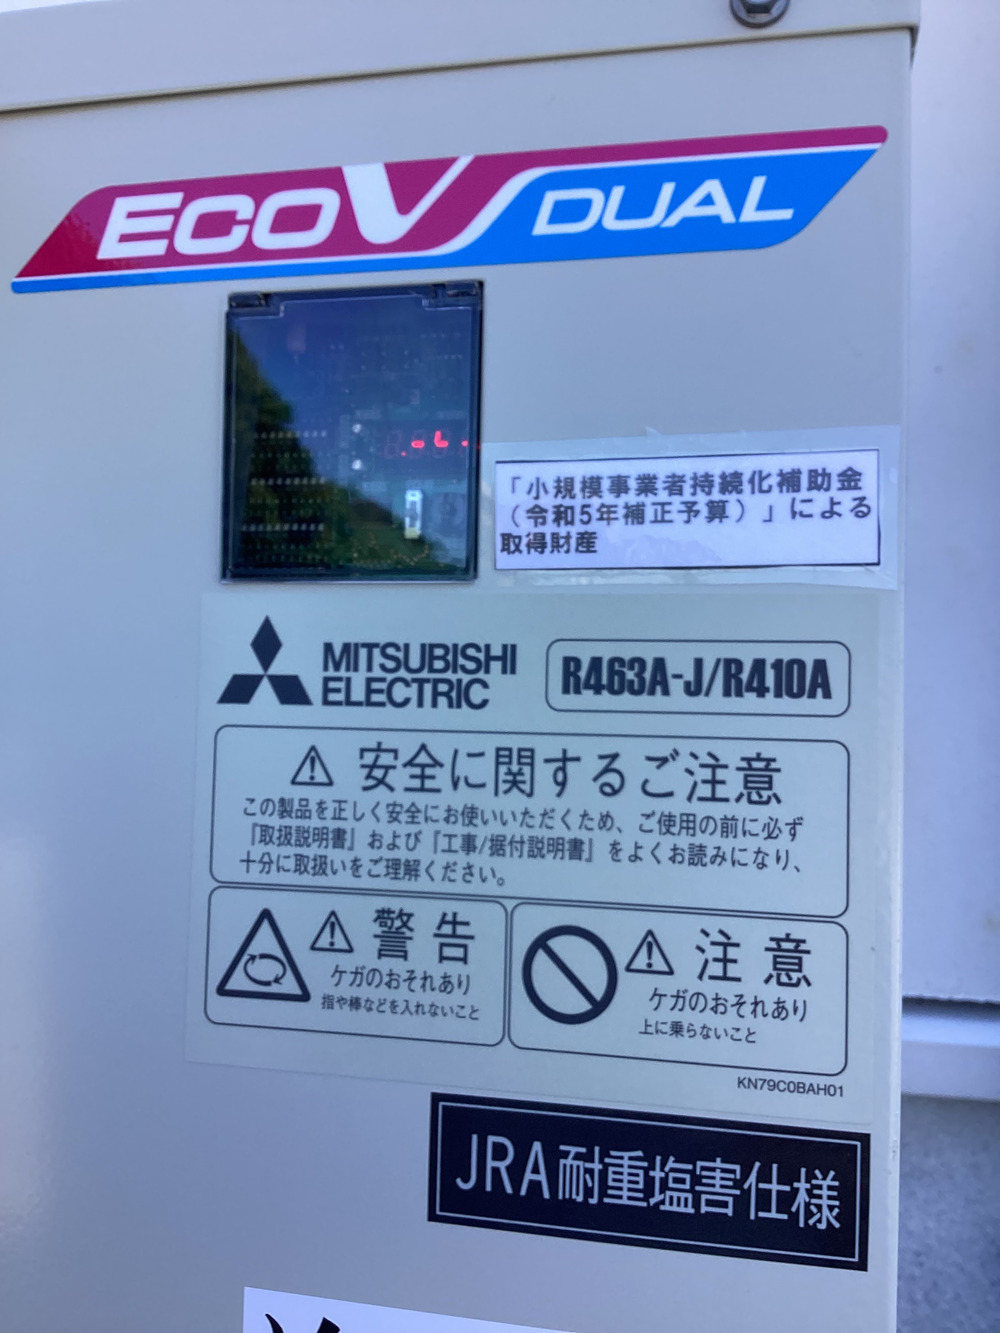 ECOV DUAL
「小規模事業者持続化補助金
(令和5年補正予算)」による
取得財産
MITSUBISHI
ELECTRIC
R463A-J/R410A
⚠ 安全に関するご注意
この製品を正しく安全にお使いいただくため、ご使用の前に必ず
『取扱説明書』および『工事/据付説明書』をよくお読みになり、
十分に取扱いをご理解ください。
⚠ 警告
ケガのおそれあり
指や棒などを入れないこと
⚠ 注意
ケガのおそれあり
上に乗らないこと
KN79C0BAH01
JRA耐重塩害仕様